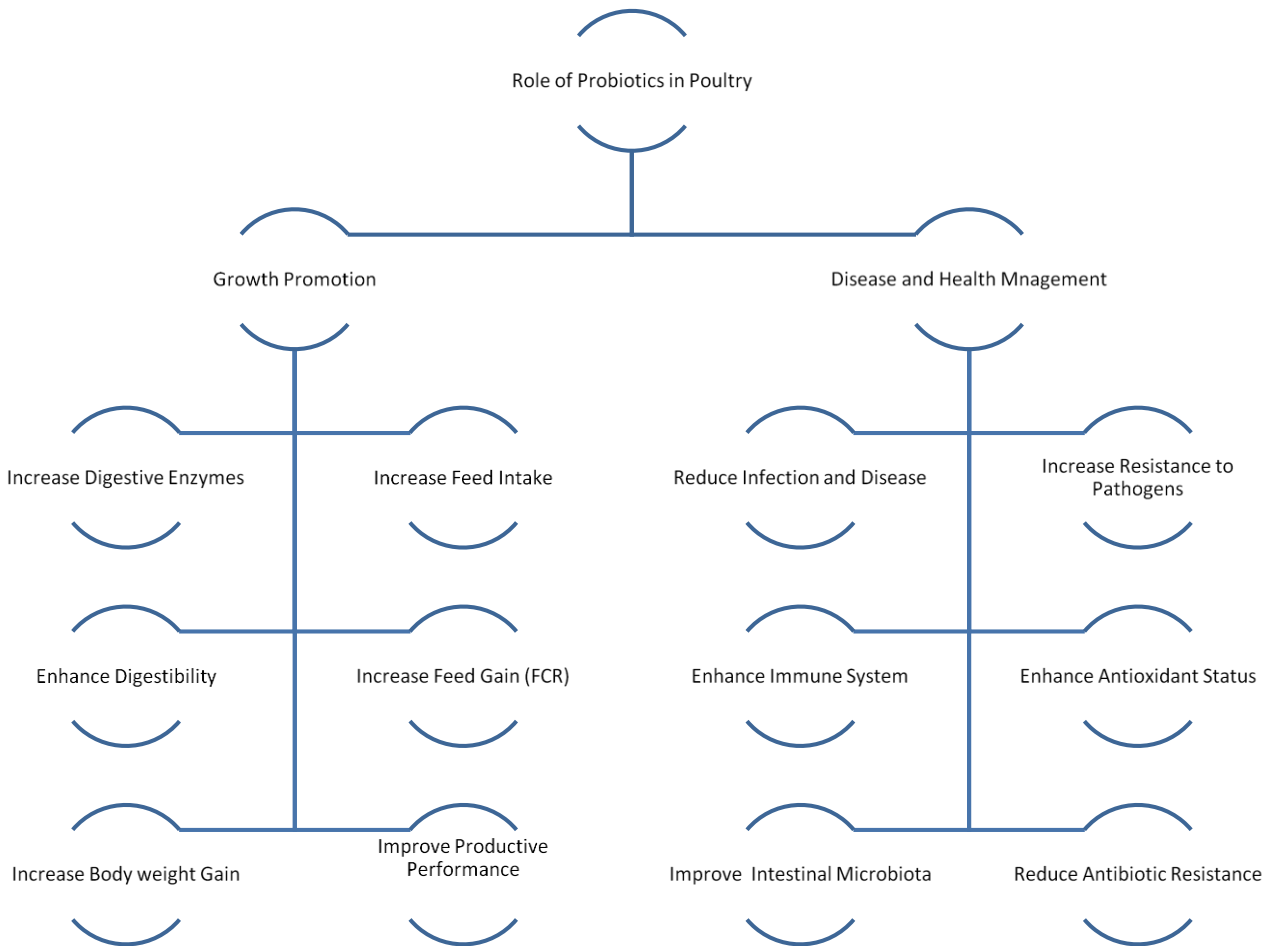 Role of Probiotics in Poultry
Growth Promotion
Disease and Health Mnagement
Increase Digestive Enzymes
Increase Feed Intake
Reduce Infection and Disease
Increase Resistance to
Pathogens
Enhance Digestibility
Increase Feed Gain (FCR)
Enhance Immune System
Enhance Antioxidant Status
Increase Body weight Gain
Improve Productive
Performance
Improve  Intestinal Microbiota
Reduce Antibiotic Resistance